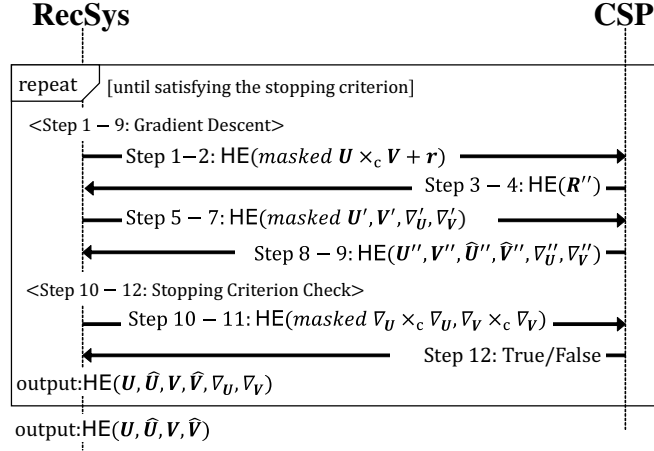 RecSys CSP
repeat [until satisfying the stopping criterion]
<Step 1 – 9: Gradient Descent>
Step 1–2: HE(masked U ×c V + r)
Step 3 – 4: HE(R′′)
Step 5 – 7: HE(masked U′, V′, ∇′U, ∇′V)
Step 8 – 9: HE(U′′, V′′, Û′′, V̂′′, ∇′′U, ∇′′V)
<Step 10 – 12: Stopping Criterion Check>
Step 10 – 11: HE(masked ∇U ×c ∇U, ∇V ×c ∇V)
Step 12: True/False
output:HE(U, Û, V, V̂, ∇U, ∇V)
output:HE(U, Û, V, V̂)